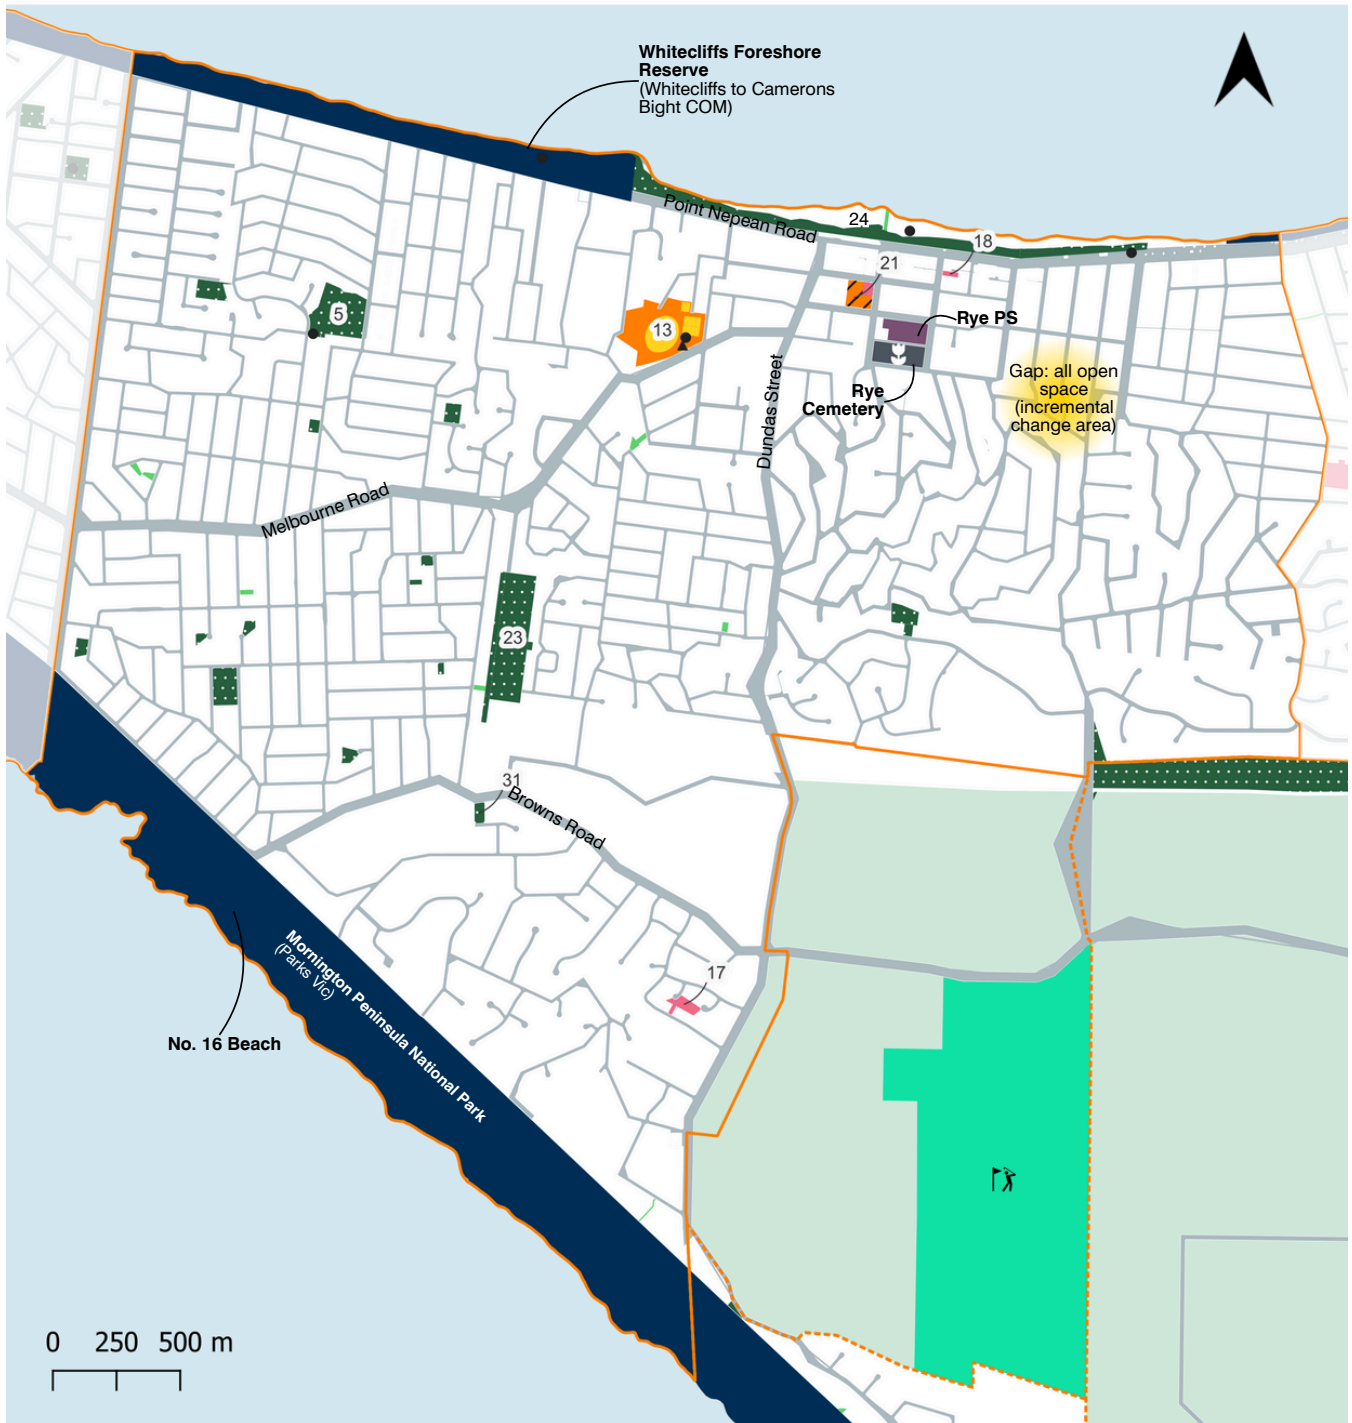 Whitecliffs Foreshore
Reserve
(Whitecliffs to Camerons
Bight COM)
Point Nepean Road
24
18
21
5
13
Rye PS
Gap: all open
space
(incremental
change area)
Rye
Cemetery
Dundas Street
Melbourne Road
23
31
Browns Road
17
Mornington Peninsula National Park
(Parks Vic)
No. 16 Beach
0 250 500 m